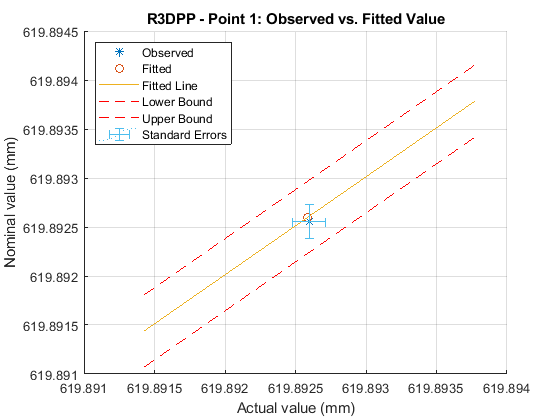 R3DPP - Point 1: Observed vs. Fitted Value
Nominal value (mm)
619.8945
619.894
619.8935
619.893
619.8925
619.892
619.8915
619.891
Observed
Fitted
Fitted Line
Lower Bound
Upper Bound
Standard Errors
619.891 619.8915 619.892 619.8925 619.893 619.8935 619.894
Actual value (mm)